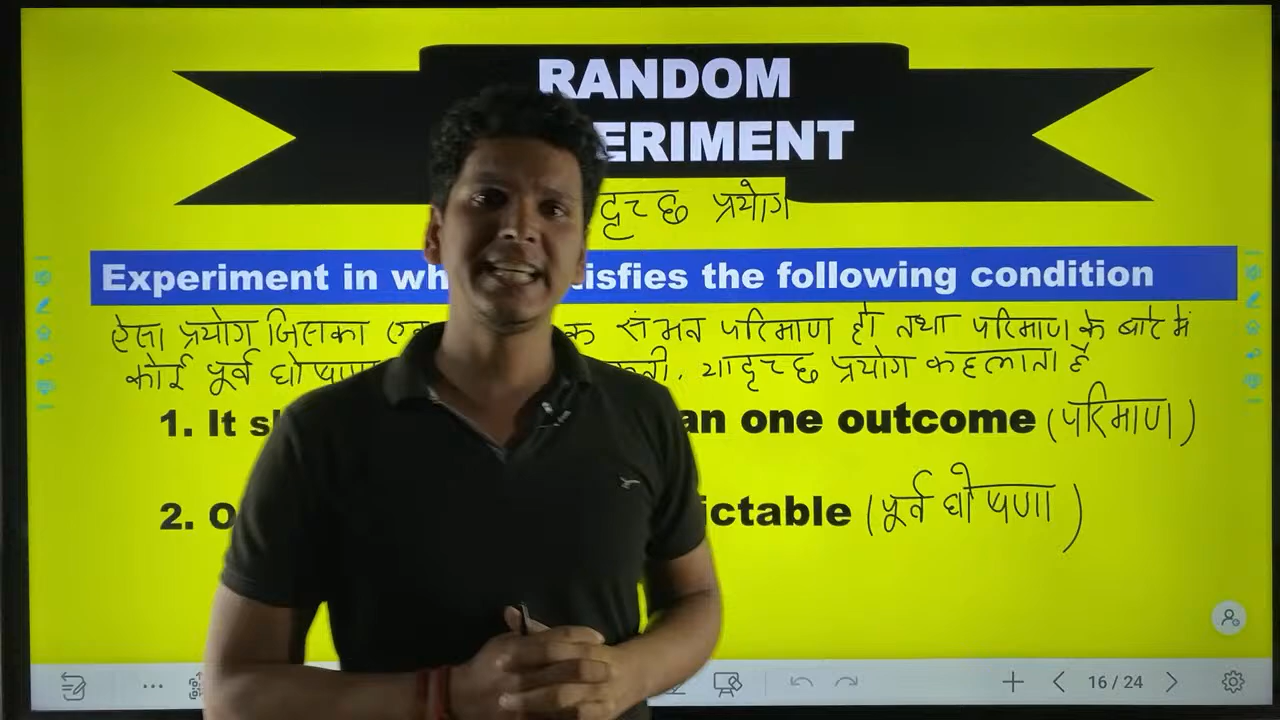 RANDOM
ERIMENT
दृच्छ प्रयोग
Experiment in wh isfies the following condition
ऐसा प्रयोग जिसका संभव परिमाण हो तथा परिमाण के बारे में
कोई पूर्व घोषणा यादृच्छ प्रयोग कहलाता है
1. It s an one outcome (परिमाण)
2. O ictable (पूर्व घोषणा)
16 / 24